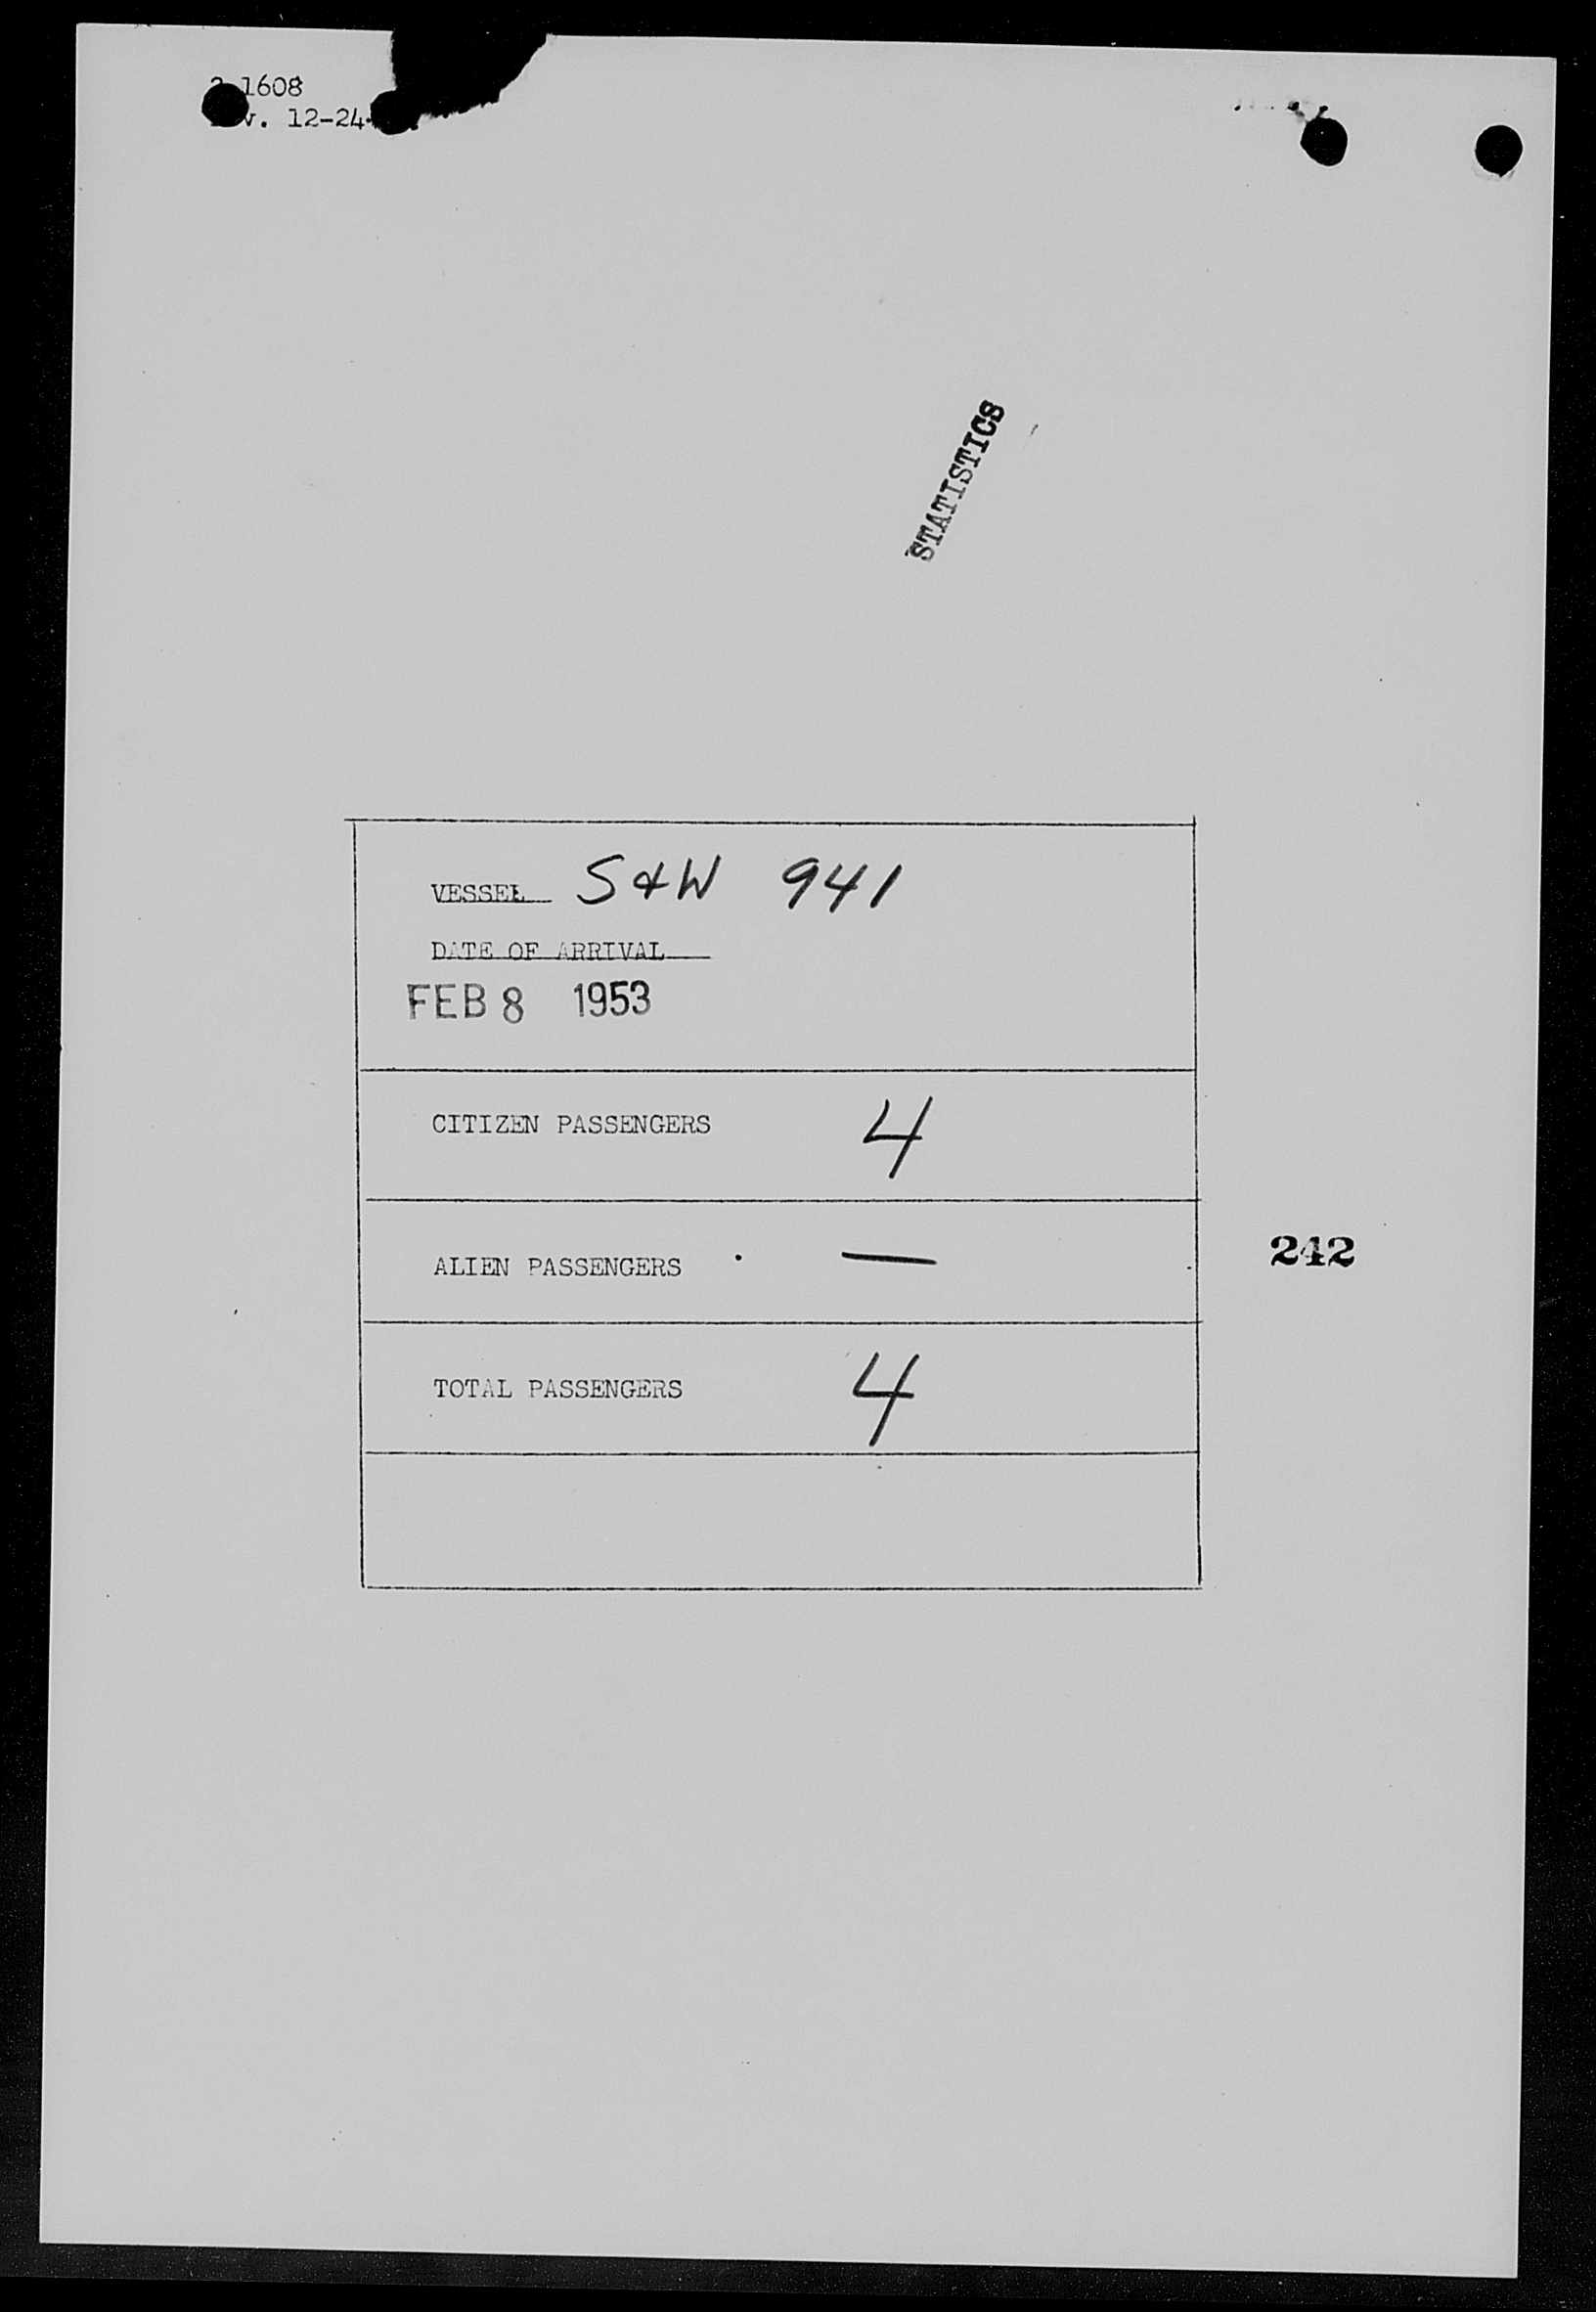 1608
v. 12-24
STATISTICS
VESSEL S&W 941
DATE OF ARRIVAL
FEB 8 1953
CITIZEN PASSENGERS 4
ALIEN PASSENGERS —
242
TOTAL PASSENGERS 4